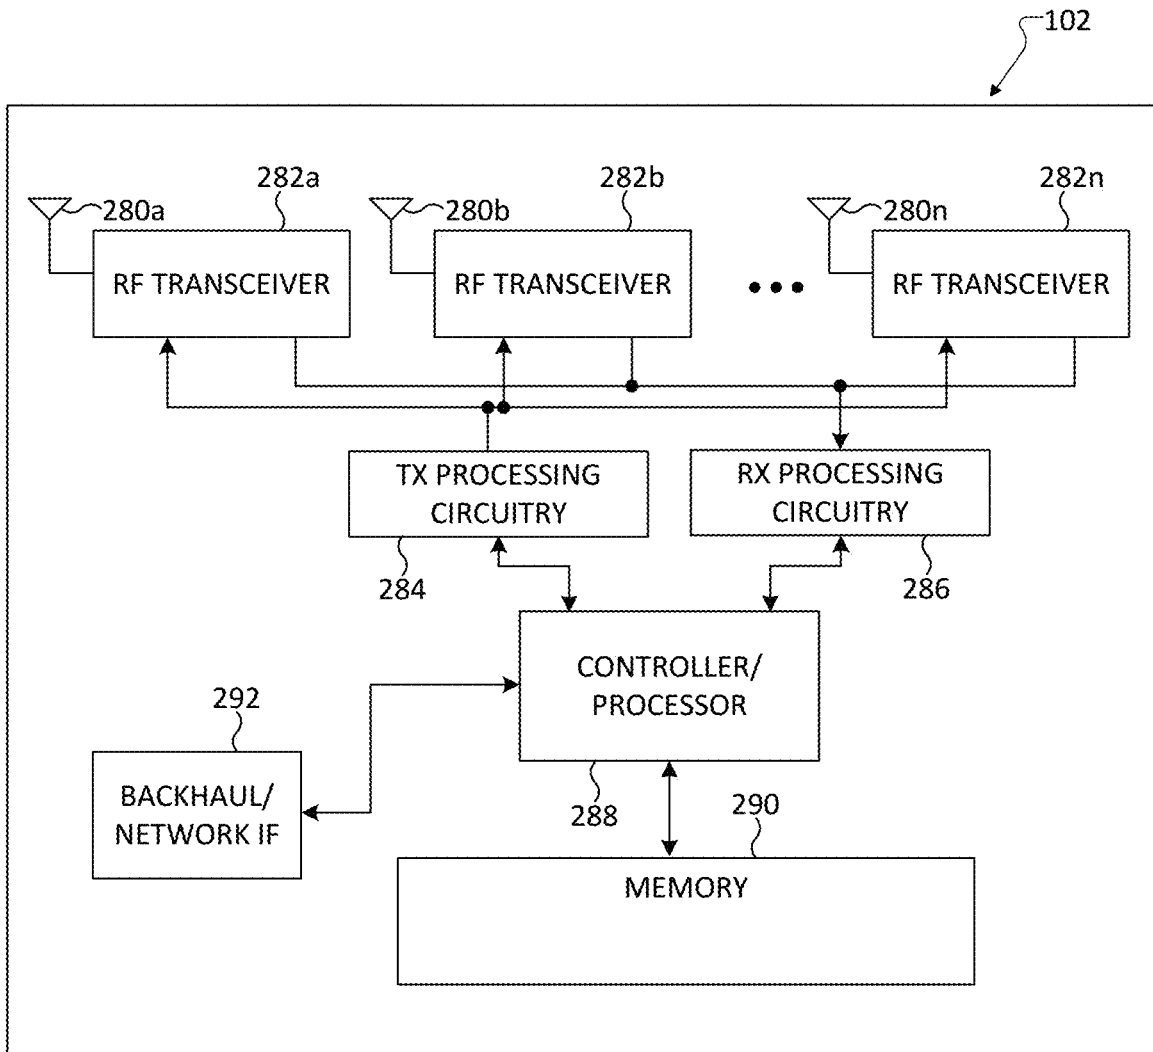 102
282a
282b
282n
280a
280b
280n
RF TRANSCEIVER
RF TRANSCEIVER
RF TRANSCEIVER
TX PROCESSING
CIRCUITRY
RX PROCESSING
CIRCUITRY
284
286
CONTROLLER/
PROCESSOR
292
BACKHAUL/
NETWORK IF
288
290
MEMORY